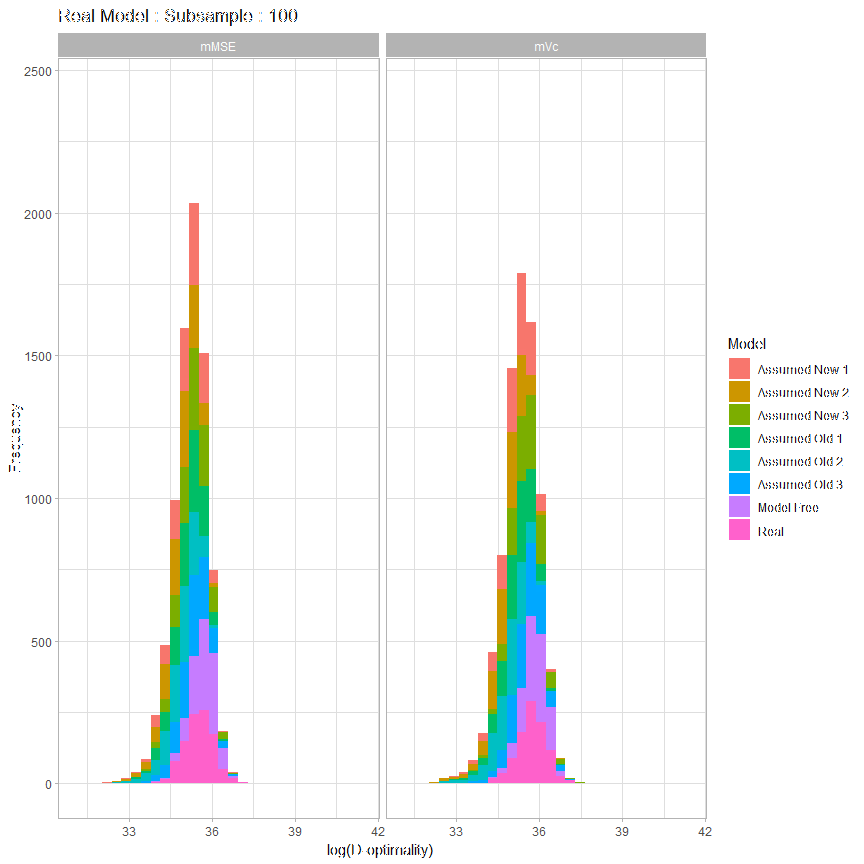 Real Model : Subsample : 100
mMSE
mVc
2500
2000
1500
1000
500
0
Frequency
33
36
39
42
33
36
39
42
log(D-optimality)
Model
Assumed New 1
Assumed New 2
Assumed New 3
Assumed Old 1
Assumed Old 2
Assumed Old 3
Model Free
Real